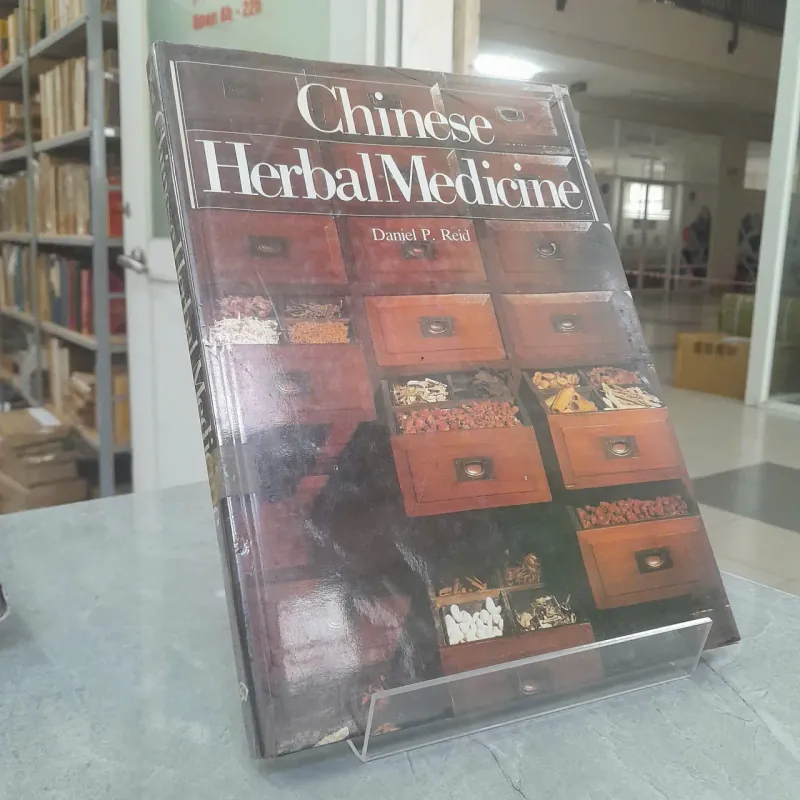 Chinese
Herbal Medicine
Daniel P. Reid